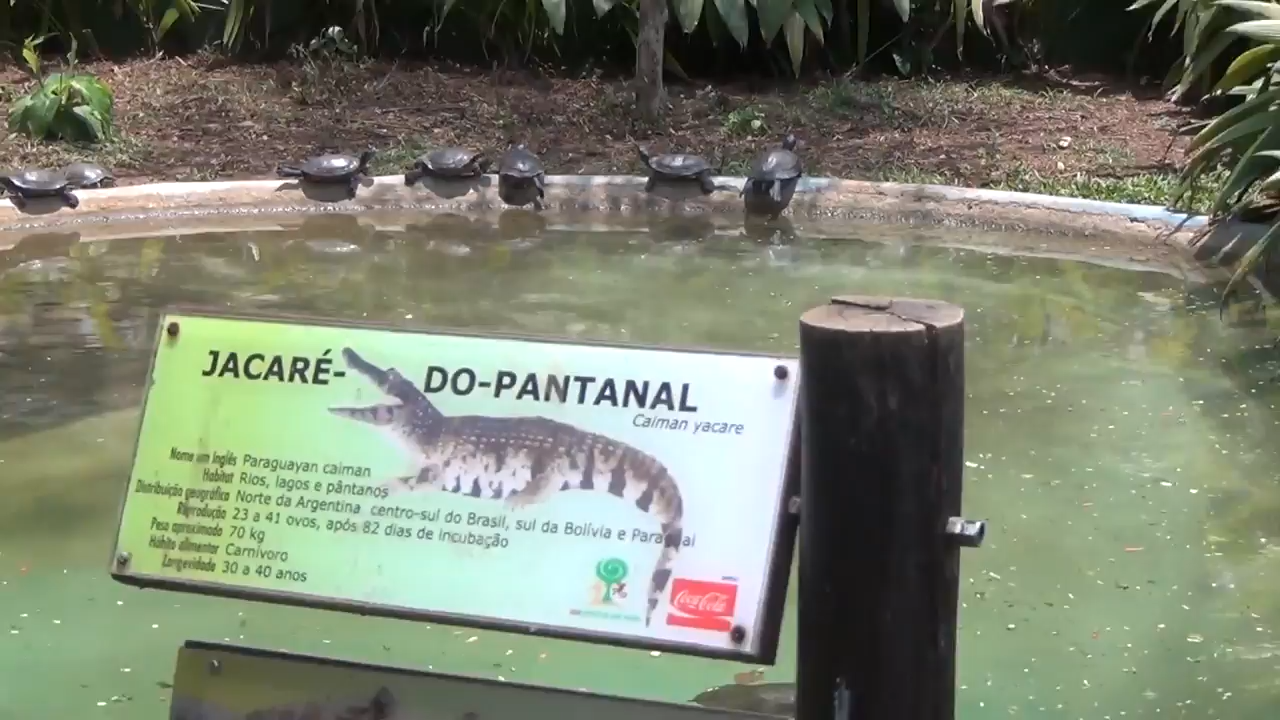 JACARÉ- DO-PANTANAL
Caiman yacare
Nome em Inglês Paraguayan caiman
Habitat Rios, lagos e pântanos
Distribuição geográfica Norte da Argentina centro-sul do Brasil, sul da Bolívia e Paraguai
Reprodução 23 a 41 ovos, após 82 dias de incubação
Peso aproximado 70 kg
Hábito alimentar Carnívoro
Longevidade 30 a 40 anos
Coca-Cola